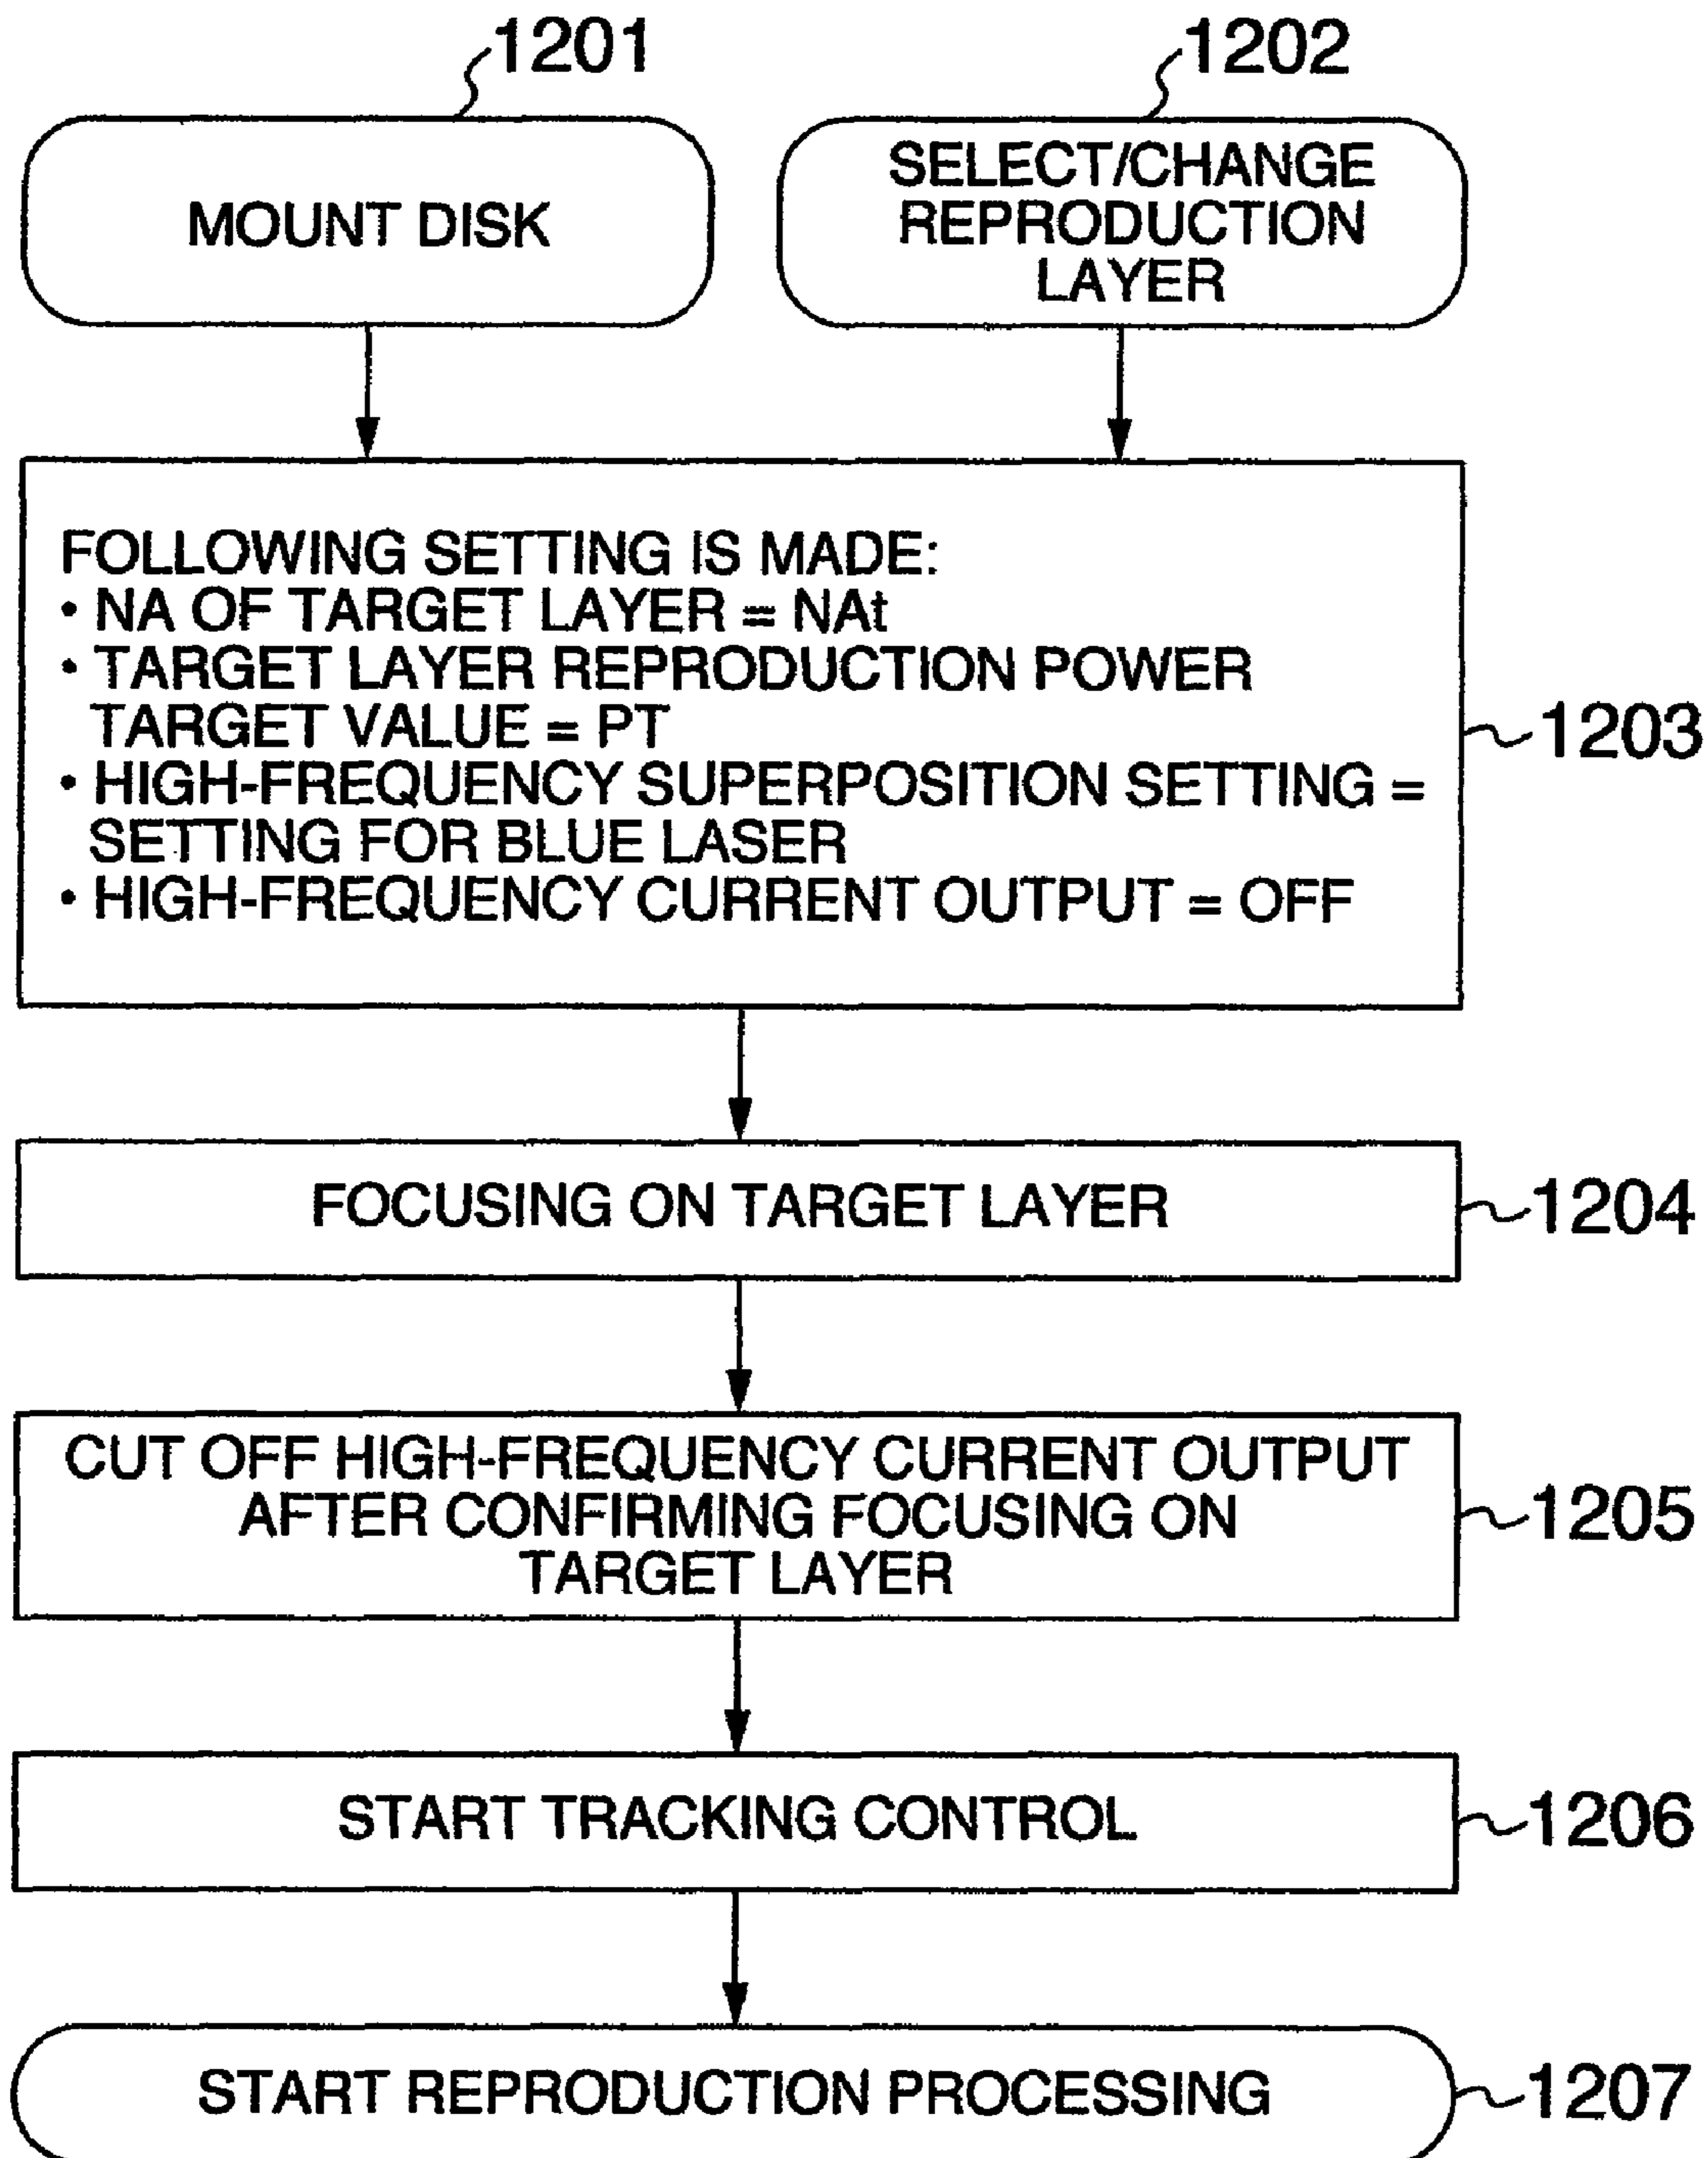 1201
1202
MOUNT DISK
SELECT/CHANGE
REPRODUCTION
LAYER
FOLLOWING SETTING IS MADE:
• NA OF TARGET LAYER = NAt
• TARGET LAYER REPRODUCTION POWER
TARGET VALUE = PT
• HIGH-FREQUENCY SUPERPOSITION SETTING =
SETTING FOR BLUE LASER
• HIGH-FREQUENCY CURRENT OUTPUT = OFF
1203
FOCUSING ON TARGET LAYER
1204
CUT OFF HIGH-FREQUENCY CURRENT OUTPUT
AFTER CONFIRMING FOCUSING ON
TARGET LAYER
1205
START TRACKING CONTROL
1206
START REPRODUCTION PROCESSING
1207